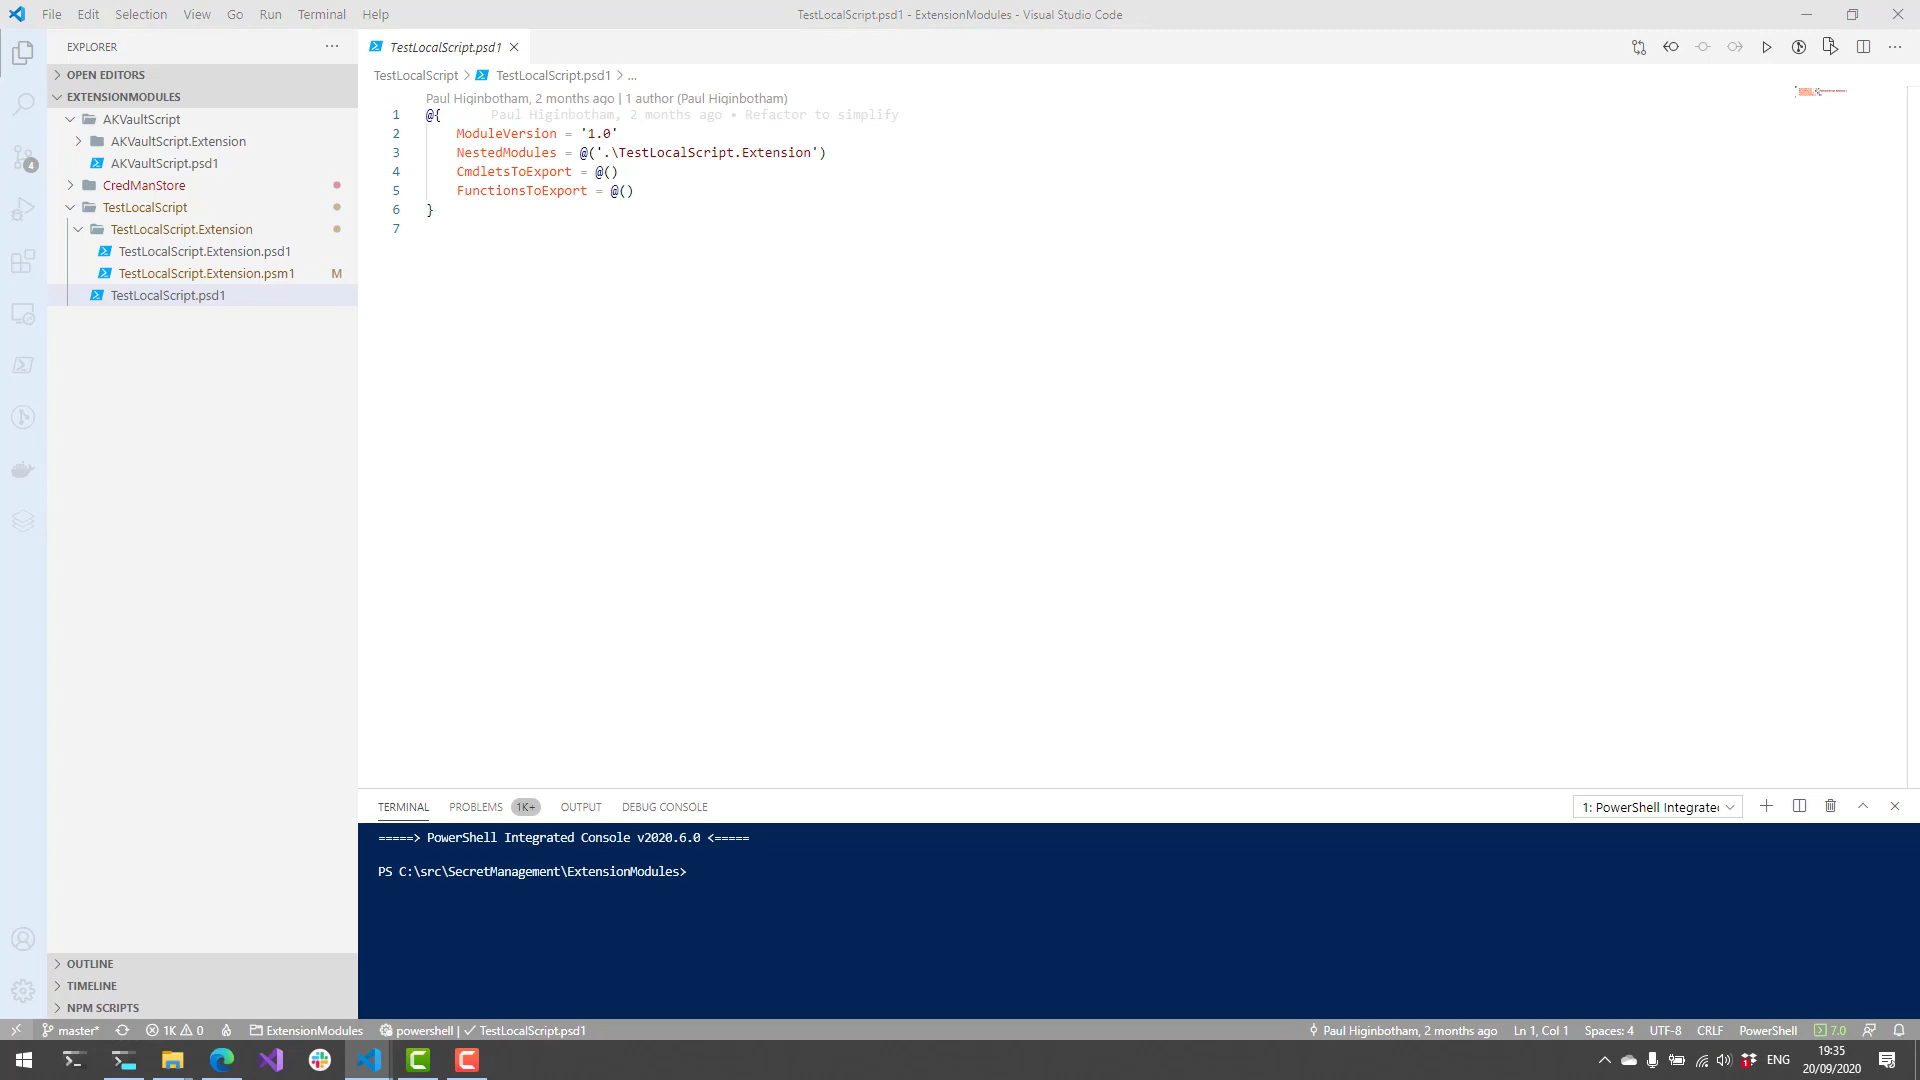 File Edit Selection View Go Run Terminal Help
TestLocalScript.psd1 - ExtensionModules - Visual Studio Code
EXPLORER
OPEN EDITORS
EXTENSIONMODULES
AKVaultScript
AKVaultScript.Extension
AKVaultScript.psd1
CredManStore
TestLocalScript
TestLocalScript.Extension
TestLocalScript.Extension.psd1
TestLocalScript.Extension.psm1 M
TestLocalScript.psd1
4
OUTLINE
TIMELINE
NPM SCRIPTS
TestLocalScript.psd1
TestLocalScript > TestLocalScript.psd1 > ...
Paul Higinbotham, 2 months ago | 1 author (Paul Higinbotham)
1 @{ Paul Higinbotham, 2 months ago • Refactor to simplify
2 ModuleVersion = '1.0'
3 NestedModules = @('.\TestLocalScript.Extension')
4 CmdletsToExport = @()
5 FunctionsToExport = @()
6 }
7
TERMINAL PROBLEMS 1K+ OUTPUT DEBUG CONSOLE
1: PowerShell Integrated
=====> PowerShell Integrated Console v2020.6.0 <=====
PS C:\src\SecretManagement\ExtensionModules>
master* 1K 0 ExtensionModules powershell | TestLocalScript.psd1
Paul Higinbotham, 2 months ago Ln 1, Col 1 Spaces: 4 UTF-8 CRLF PowerShell 7.0
ENG
19:35
20/09/2020